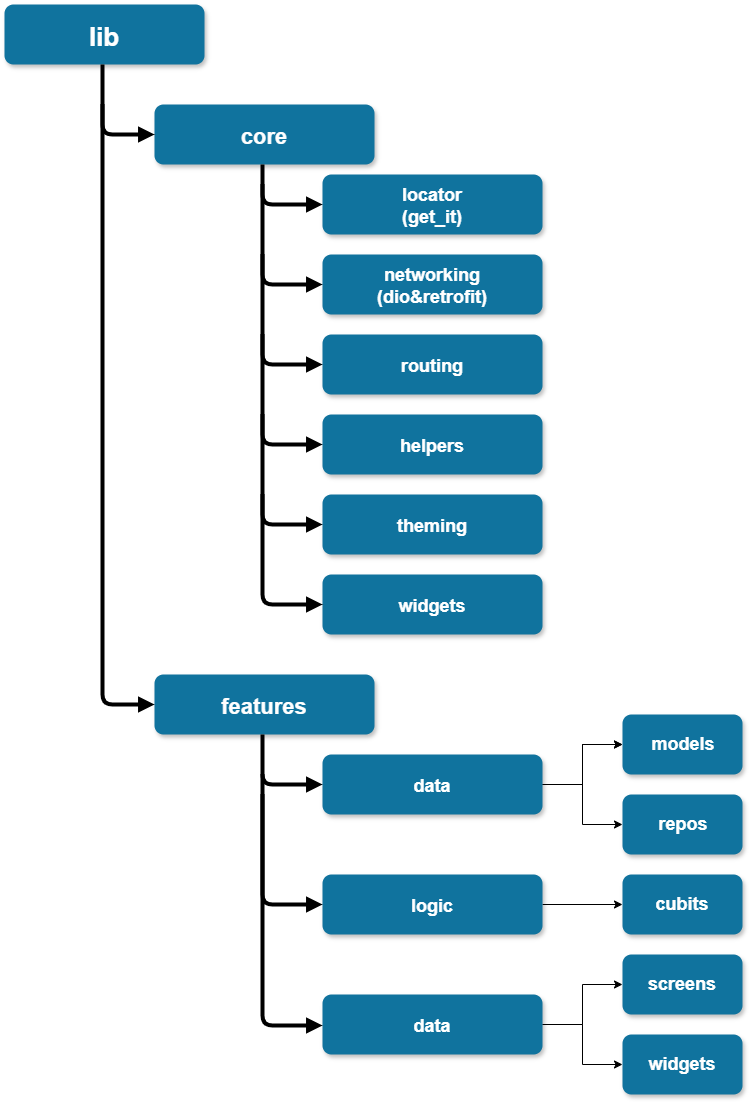 lib
core
locator
(get_it)
networking
(dio&retrofit)
routing
helpers
theming
widgets
features
data
models
repos
logic
cubits
data
screens
widgets